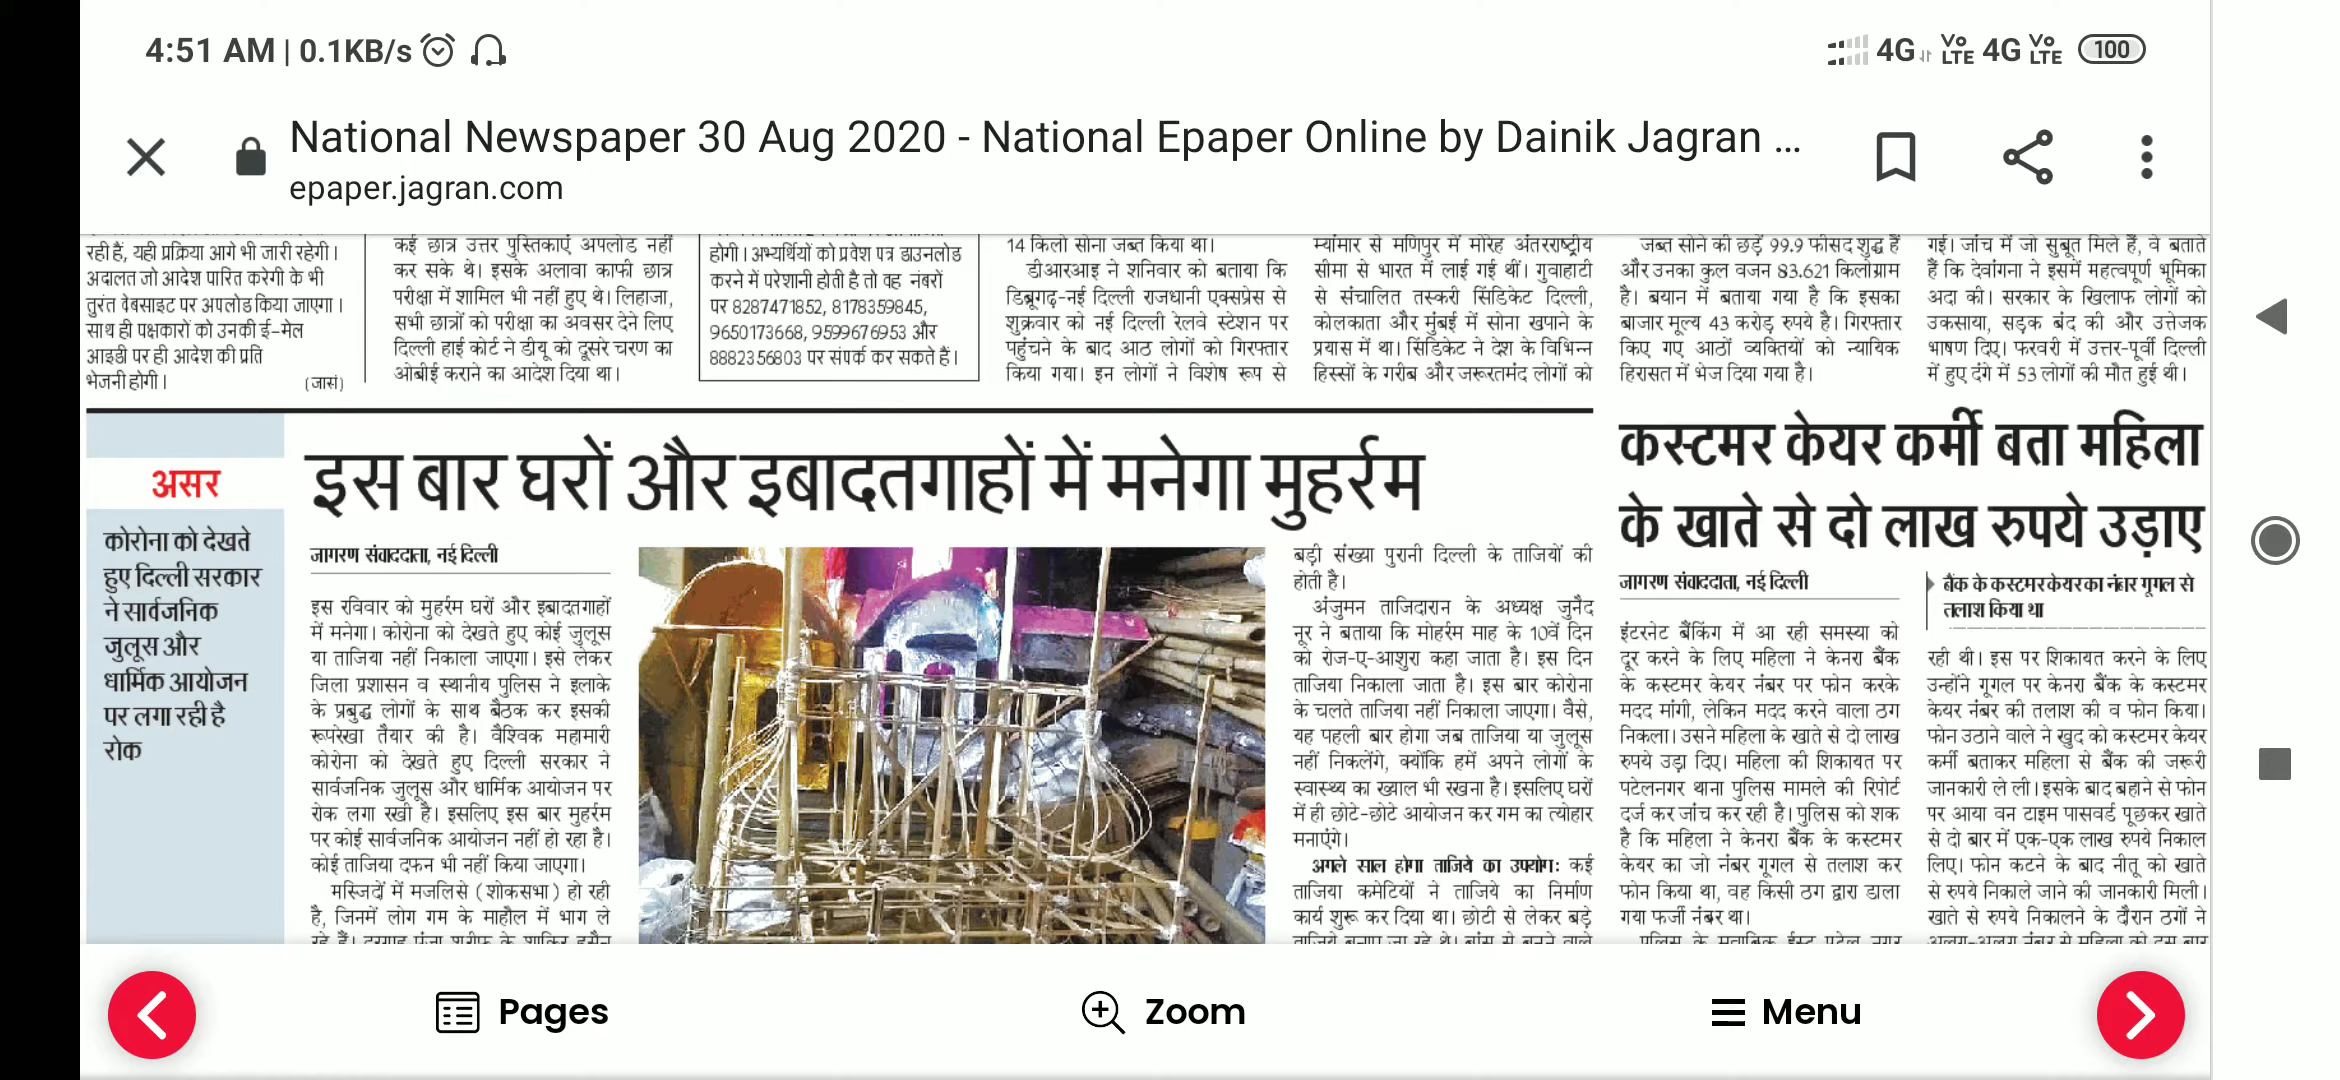 4:51 AM | 0.1KB/s
4G Vo LTE 4G Vo LTE 100
National Newspaper 30 Aug 2020 - National Epaper Online by Dainik Jagran ...
epaper.jagran.com
रही हैं, यही प्रक्रिया आगे भी जारी रहेगी।
अदालत जो आदेश पारित करेगी के भी
तुरंत वेबसाइट पर अपलोड किया जाएगा।
साथ ही पक्षकारों को उनकी ई-मेल
आइडी पर ही आदेश की प्रति
भेजनी होगी। (जासं)
कई छात्र उत्तर पुस्तिकाएं अपलोड नहीं
कर सके थे। इसके अलावा काफी छात्र
परीक्षा में शामिल भी नहीं हुए थे। लिहाजा,
सभी छात्रों को परीक्षा का अवसर देने लिए
दिल्ली हाई कोर्ट ने डीयू को दूसरे चरण का
ओबीई कराने का आदेश दिया था।
होगी। अभ्यर्थियों को प्रवेश पत्र डाउनलोड
करने में परेशानी होती है तो वह नंबरों
पर 8287471852, 8178359845,
9650173668, 9599676953 और
8882356803 पर संपर्क कर सकते हैं।
14 किलो सोना जब्त किया था।
डीआरआइ ने शनिवार को बताया कि
डिब्रूगढ़-नई दिल्ली राजधानी एक्सप्रेस से
शुक्रवार को नई दिल्ली रेलवे स्टेशन पर
पहुंचने के बाद आठ लोगों को गिरफ्तार
किया गया। इन लोगों ने विशेष रूप से
म्यांमार से मणिपुर में मोरेह अंतरराष्ट्रीय
सीमा से भारत में लाई गई थीं। गुवाहाटी
से संचालित तस्करी सिंडिकेट दिल्ली,
कोलकाता और मुंबई में सोना खपाने के
प्रयास में था। सिंडिकेट ने देश के विभिन्न
हिस्सों के गरीब और जरूरतमंद लोगों को
जब्त सोने की छड़ें 99.9 फीसद शुद्ध हैं
और उनका कुल वजन 83.621 किलोग्राम
है। बयान में बताया गया है कि इसका
बाजार मूल्य 43 करोड़ रुपये है। गिरफ्तार
किए गए आठों व्यक्तियों को न्यायिक
हिरासत में भेज दिया गया है।
गई। जांच में जो सुबूत मिले हैं, वे बताते
हैं कि देवांगना ने इसमें महत्वपूर्ण भूमिका
अदा की। सरकार के खिलाफ लोगों को
उकसाया, सड़क बंद की और उत्तेजक
भाषण दिए। फरवरी में उत्तर-पूर्वी दिल्ली
में हुए दंगे में 53 लोगों की मौत हुई थी।
असर
कोरोना को देखते
हुए दिल्ली सरकार
ने सार्वजनिक
जुलूस और
धार्मिक आयोजन
पर लगा रही है
रोक
इस बार घरों और इबादतगाहों में मनेगा मुहर्रम
जागरण संवाददाता, नई दिल्ली
इस रविवार को मुहर्रम घरों और इबादतगाहों
में मनेगा। कोरोना को देखते हुए कोई जुलूस
या ताजिया नहीं निकाला जाएगा। इसे लेकर
जिला प्रशासन व स्थानीय पुलिस ने इलाके
के प्रबुद्ध लोगों के साथ बैठक कर इसकी
रूपरेखा तैयार की है। वैश्विक महामारी
कोरोना को देखते हुए दिल्ली सरकार ने
सार्वजनिक जुलूस और धार्मिक आयोजन पर
रोक लगा रखी है। इसलिए इस बार मुहर्रम
पर कोई सार्वजनिक आयोजन नहीं हो रहा है।
कोई ताजिया दफन भी नहीं किया जाएगा।
मस्जिदों में मजलिसे (शोकसभा) हो रही
है, जिनमें लोग गम के माहौल में भाग ले
रहे हैं। दरगाह पंजा शरीफ के शाकिर हुसैन
बड़ी संख्या पुरानी दिल्ली के ताजियों की
होती है।
अंजुमन ताजिदारान के अध्यक्ष जुनैद
नूर ने बताया कि मोहर्रम माह के 10वें दिन
को रोज-ए-आशुरा कहा जाता है। इस दिन
ताजिया निकाला जाता है। इस बार कोरोना
के चलते ताजिया नहीं निकाला जाएगा। वैसे,
यह पहली बार होगा जब ताजिया या जुलूस
नहीं निकलेंगे, क्योंकि हमें अपने लोगों के
स्वास्थ्य का ख्याल भी रखना है। इसलिए घरों
में ही छोटे-छोटे आयोजन कर गम का त्योहार
मनाएंगे।
अगले साल होगा ताजिये का उपयोग: कई
ताजिया कमेटियों ने ताजिये का निर्माण
कार्य शुरू कर दिया था। छोटी से लेकर बड़े
ताजिये बनाए जा रहे थे। बांस से बनने वाले
कस्टमर केयर कर्मी बता महिला
के खाते से दो लाख रुपये उड़ाए
जागरण संवाददाता, नई दिल्ली
इंटरनेट बैंकिंग में आ रही समस्या को
दूर करने के लिए महिला ने केनरा बैंक
के कस्टमर केयर नंबर पर फोन करके
मदद मांगी, लेकिन मदद करने वाला ठग
निकला। उसने महिला के खाते से दो लाख
रुपये उड़ा दिए। महिला की शिकायत पर
पटेलनगर थाना पुलिस मामले की रिपोर्ट
दर्ज कर जांच कर रही है। पुलिस को शक
है कि महिला ने केनरा बैंक के कस्टमर
केयर का जो नंबर गूगल से तलाश कर
फोन किया था, वह किसी ठग द्वारा डाला
गया फर्जी नंबर था।
पुलिस के मुताबिक ईस्ट पटेल नगर
बैंक के कस्टमर केयर का नंबर गूगल से
तलाश किया था
रही थी। इस पर शिकायत करने के लिए
उन्होंने गूगल पर केनरा बैंक के कस्टमर
केयर नंबर की तलाश की व फोन किया।
फोन उठाने वाले ने खुद को कस्टमर केयर
कर्मी बताकर महिला से बैंक की जरूरी
जानकारी ले ली। इसके बाद बहाने से फोन
पर आया वन टाइम पासवर्ड पूछकर खाते
से दो बार में एक-एक लाख रुपये निकाल
लिए। फोन कटने के बाद नीतू को खाते
से रुपये निकाले जाने की जानकारी मिली।
खाते से रुपये निकालने के दौरान ठगों ने
अलग-अलग नंबर से महिला को दस बार
Pages
Zoom
Menu